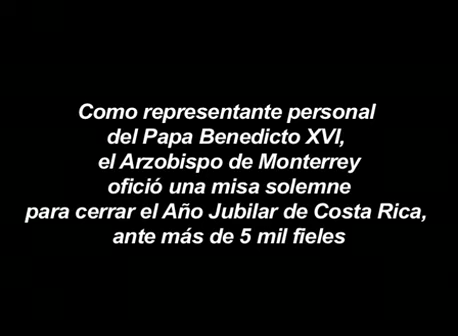 Como representante personal
del Papa Benedicto XVI,
el Arzobispo de Monterrey
ofició una misa solemne
para cerrar el Año Jubilar de Costa Rica,
ante más de 5 mil fieles